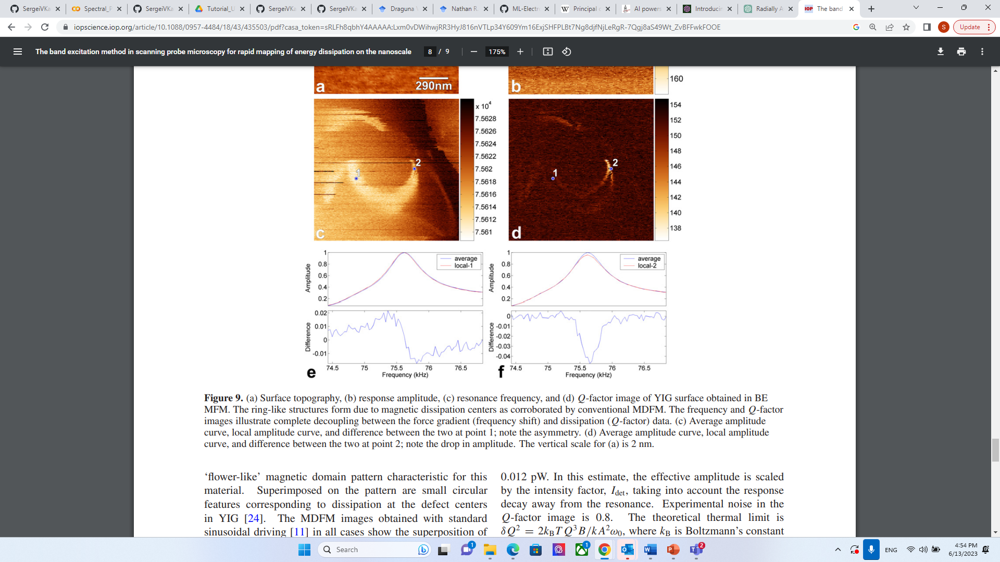 SergeiVKa
Spectral_P
SergeiVKa
Tutorial_U
SergeiVKa
SergeiVKa
Draguna
Nathan R.
ML-Electr
Principal c
AI powers
Introducin
Radially A
The band
iopscience.iop.org/article/10.1088/0957-4484/18/43/435503/pdf?casa_token=sRLFh8qbhY4AAAAA:Lxm0vDWihwjRR3HyJ816nVTLp34Y609Ym16ExjSHFPLBt7Ng8djfNjLeRgR-7Qgj8aS49Wt_ZvBFFwkFOOE
S
Update
The band excitation method in scanning probe microscopy for rapid mapping of energy dissipation on the nanoscale
8 / 9
175%
a
290nm
b
160
x 10⁴
7.5628
7.5626
7.5624
7.5622
7.562
7.5618
7.5616
7.5614
7.5612
7.561
1
2
c
154
152
150
148
146
144
142
140
138
1
2
d
Amplitude
1
0.8
0.6
0.4
0.2
average
local-1
Difference
0.02
0.01
0
-0.01
74.5 75 75.5 76 76.5
Frequency (kHz)
e
Amplitude
1
0.8
0.6
0.4
0.2
average
local-2
Difference
0
-0.01
-0.02
-0.03
-0.04
74.5 75 75.5 76 76.5
Frequency (kHz)
f
Figure 9. (a) Surface topography, (b) response amplitude, (c) resonance frequency, and (d) Q-factor image of YIG surface obtained in BE
MFM. The ring-like structures form due to magnetic dissipation centers as corroborated by conventional MDFM. The frequency and Q-factor
images illustrate complete decoupling between the force gradient (frequency shift) and dissipation (Q-factor) data. (c) Average amplitude
curve, local amplitude curve, and difference between the two at point 1; note the asymmetry. (d) Average amplitude curve, local amplitude
curve, and difference between the two at point 2; note the drop in amplitude. The vertical scale for (a) is 2 nm.
‘flower-like’ magnetic domain pattern characteristic for this
material. Superimposed on the pattern are small circular
features corresponding to dissipation at the defect centers
in YIG [24]. The MDFM images obtained with standard
sinusoidal driving [11] in all cases show the superposition of
0.012 pW. In this estimate, the effective amplitude is scaled
by the intensity factor, I_det, taking into account the response
decay away from the resonance. Experimental noise in the
Q-factor image is 0.8. The theoretical thermal limit is
δQ² = 2k_BTQ³B/kA²ω₀, where k_B is Boltzmann’s constant
Search
1
1
2
ENG
4:54 PM
6/13/2023